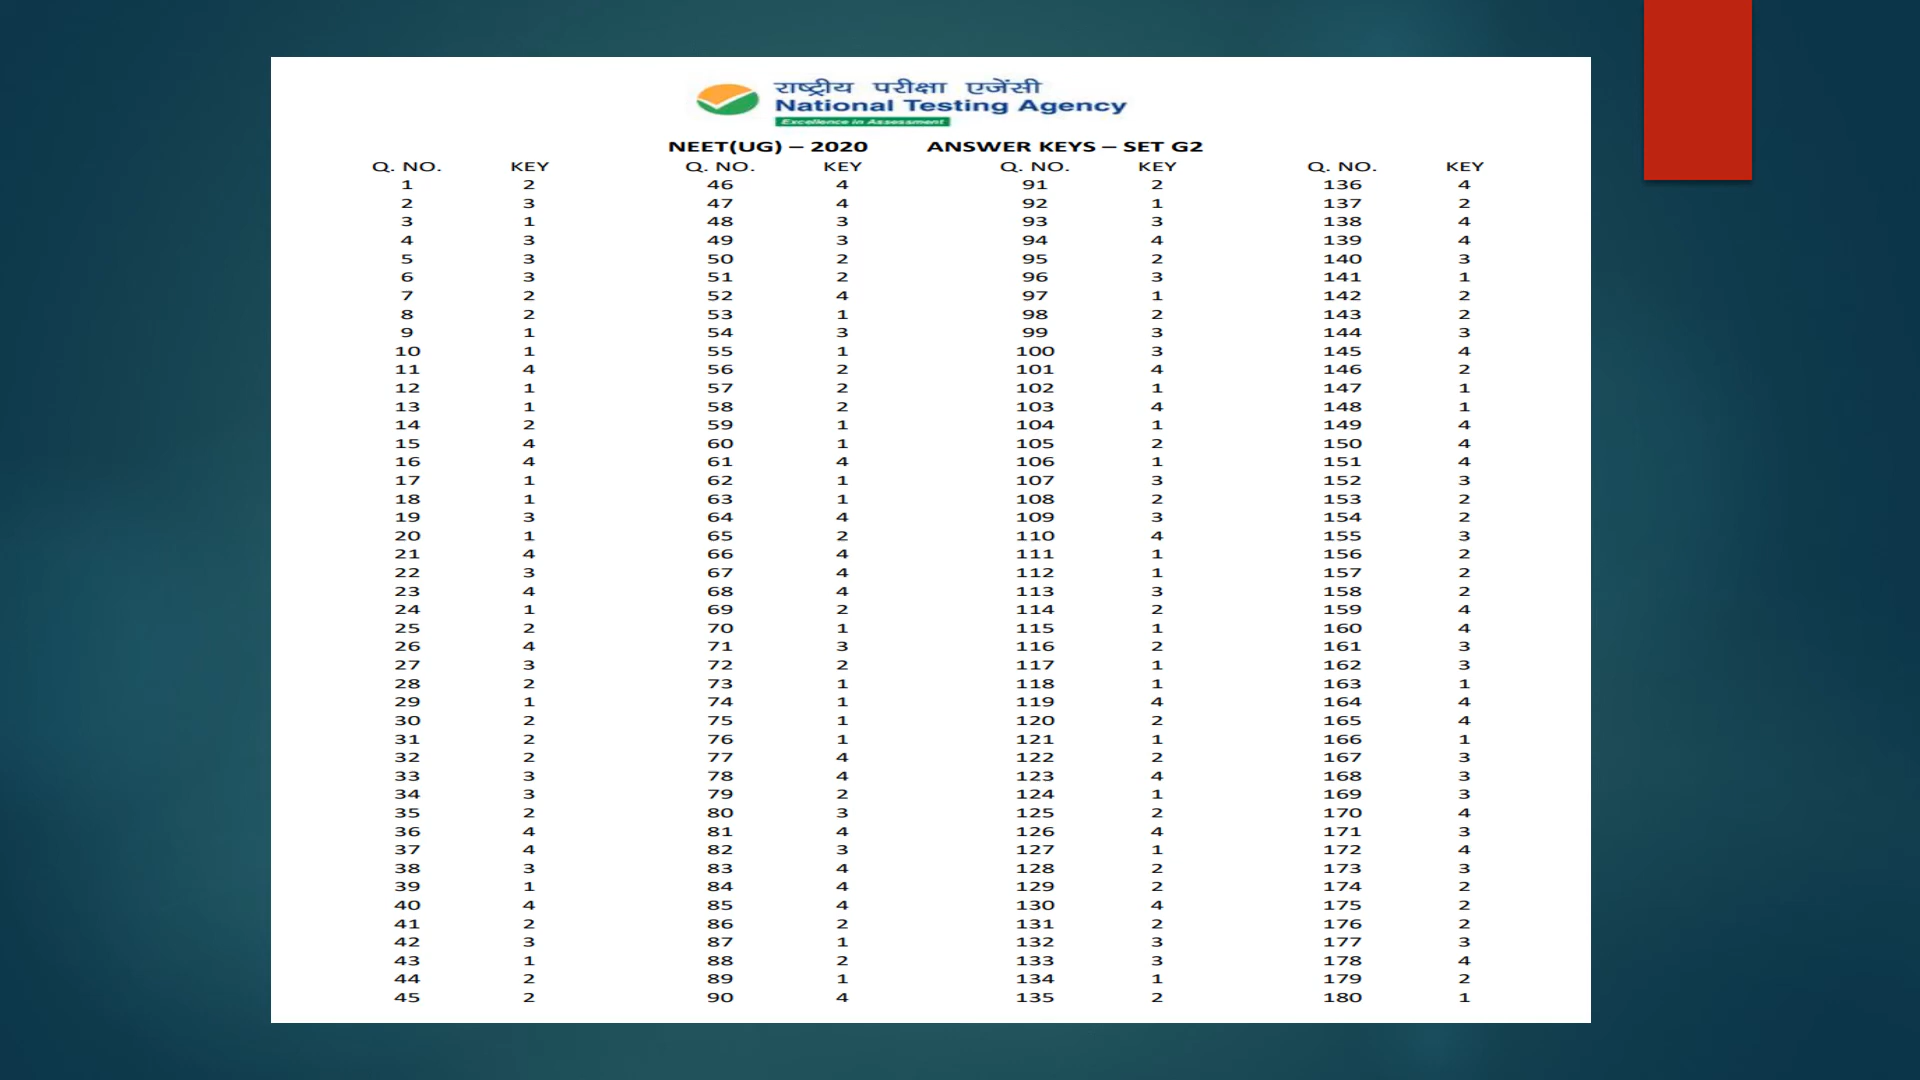 राष्ट्रीय परीक्षा एजेंसी
National Testing Agency
Excellence in Assessment
NEET(UG) – 2020 ANSWER KEYS – SET G2
Q. NO. KEY Q. NO. KEY Q. NO. KEY Q. NO. KEY
1 2 46 4 91 2 136 4
2 3 47 4 92 1 137 2
3 1 48 3 93 3 138 4
4 3 49 3 94 4 139 4
5 3 50 2 95 2 140 3
6 3 51 2 96 3 141 1
7 2 52 4 97 1 142 2
8 2 53 1 98 2 143 2
9 1 54 3 99 3 144 3
10 1 55 1 100 3 145 4
11 4 56 2 101 4 146 2
12 1 57 2 102 1 147 1
13 1 58 2 103 4 148 1
14 2 59 1 104 1 149 4
15 4 60 1 105 2 150 4
16 4 61 4 106 1 151 4
17 1 62 1 107 3 152 3
18 1 63 1 108 2 153 2
19 3 64 4 109 3 154 2
20 1 65 2 110 4 155 3
21 4 66 4 111 1 156 2
22 3 67 4 112 1 157 2
23 4 68 4 113 3 158 2
24 1 69 2 114 2 159 4
25 2 70 1 115 1 160 4
26 4 71 3 116 2 161 3
27 3 72 2 117 1 162 3
28 2 73 1 118 1 163 1
29 1 74 1 119 4 164 4
30 2 75 1 120 2 165 4
31 2 76 1 121 1 166 1
32 2 77 4 122 2 167 3
33 3 78 4 123 4 168 3
34 3 79 2 124 1 169 3
35 2 80 3 125 2 170 4
36 4 81 4 126 4 171 3
37 4 82 3 127 1 172 4
38 3 83 4 128 2 173 3
39 1 84 4 129 2 174 2
40 4 85 4 130 4 175 2
41 2 86 2 131 2 176 2
42 3 87 1 132 3 177 3
43 1 88 2 133 3 178 4
44 2 89 1 134 1 179 2
45 2 90 4 135 2 180 1